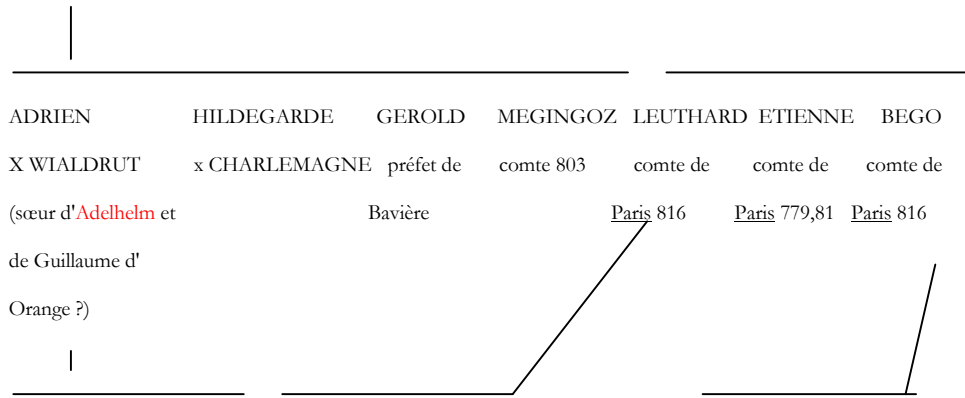 ADRIEN HILDEGARDE GEROLD MEGINGOZ LEUTHARD ETIENNE BEGO
X WIALDRUT x CHARLEMAGNE préfet de comte 803 comte de comte de comte de
(sœur d'Adelhelm et Bavière Paris 816 Paris 779,81 Paris 816
de Guillaume d'
Orange ?)